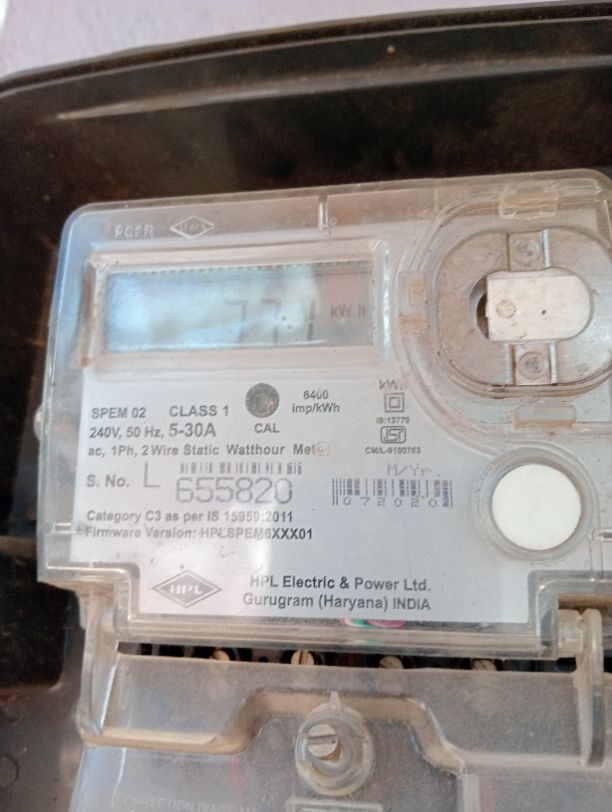 77.1 kWh
SPEM 02 CLASS 1 6400
imp/kWh
240V, 50 Hz, 5-30A CAL
IS:13779
ac, 1Ph, 2 Wire Static Watthour Meter
CM/L-9190763
M/Yr.
S. No. L 655820
072020
Category C3 as per IS 15959:2011
Firmware Version:-HPLSPEM6XXX01
HPL
HPL Electric & Power Ltd.
Gurugram (Haryana) INDIA